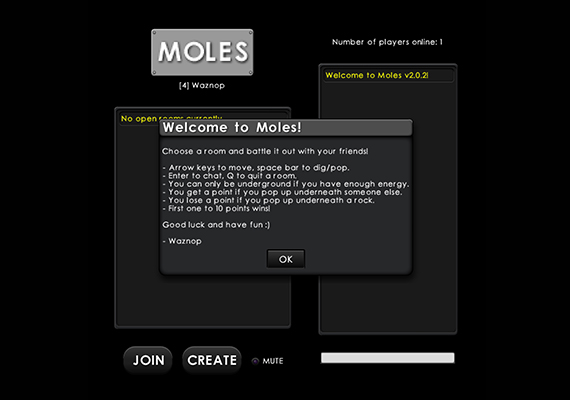 MOLES
Number of players online: 1
[4] Waznop
Welcome to Moles v2.0.2!
No open rooms currently
Welcome to Moles!
Choose a room and battle it out with your friends!
- Arrow keys to move, space bar to dig/pop.
- Enter to chat, Q to quit a room.
- You can only be underground if you have enough energy.
- You get a point if you pop up underneath someone else.
- You lose a point if you pop up underneath a rock.
- First one to 10 points wins!
Good luck and have fun :)
- Waznop
OK
JOIN
CREATE
MUTE